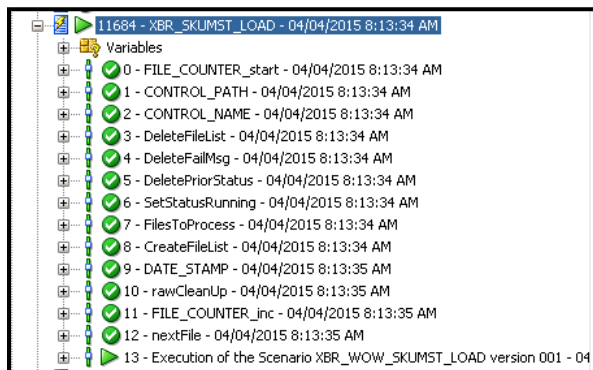 11684 - XBR_SKUMST_LOAD - 04/04/2015 8:13:34 AM
Variables
0 - FILE_COUNTER_start - 04/04/2015 8:13:34 AM
1 - CONTROL_PATH - 04/04/2015 8:13:34 AM
2 - CONTROL_NAME - 04/04/2015 8:13:34 AM
3 - DeleteFileList - 04/04/2015 8:13:34 AM
4 - DeleteFailMsg - 04/04/2015 8:13:34 AM
5 - DeletePriorStatus - 04/04/2015 8:13:34 AM
6 - SetStatusRunning - 04/04/2015 8:13:34 AM
7 - FilesToProcess - 04/04/2015 8:13:34 AM
8 - CreateFileList - 04/04/2015 8:13:34 AM
9 - DATE_STAMP - 04/04/2015 8:13:35 AM
10 - rawCleanUp - 04/04/2015 8:13:35 AM
11 - FILE_COUNTER_inc - 04/04/2015 8:13:35 AM
12 - nextFile - 04/04/2015 8:13:35 AM
13 - Execution of the Scenario XBR_WOW_SKUMST_LOAD version 001 - 04